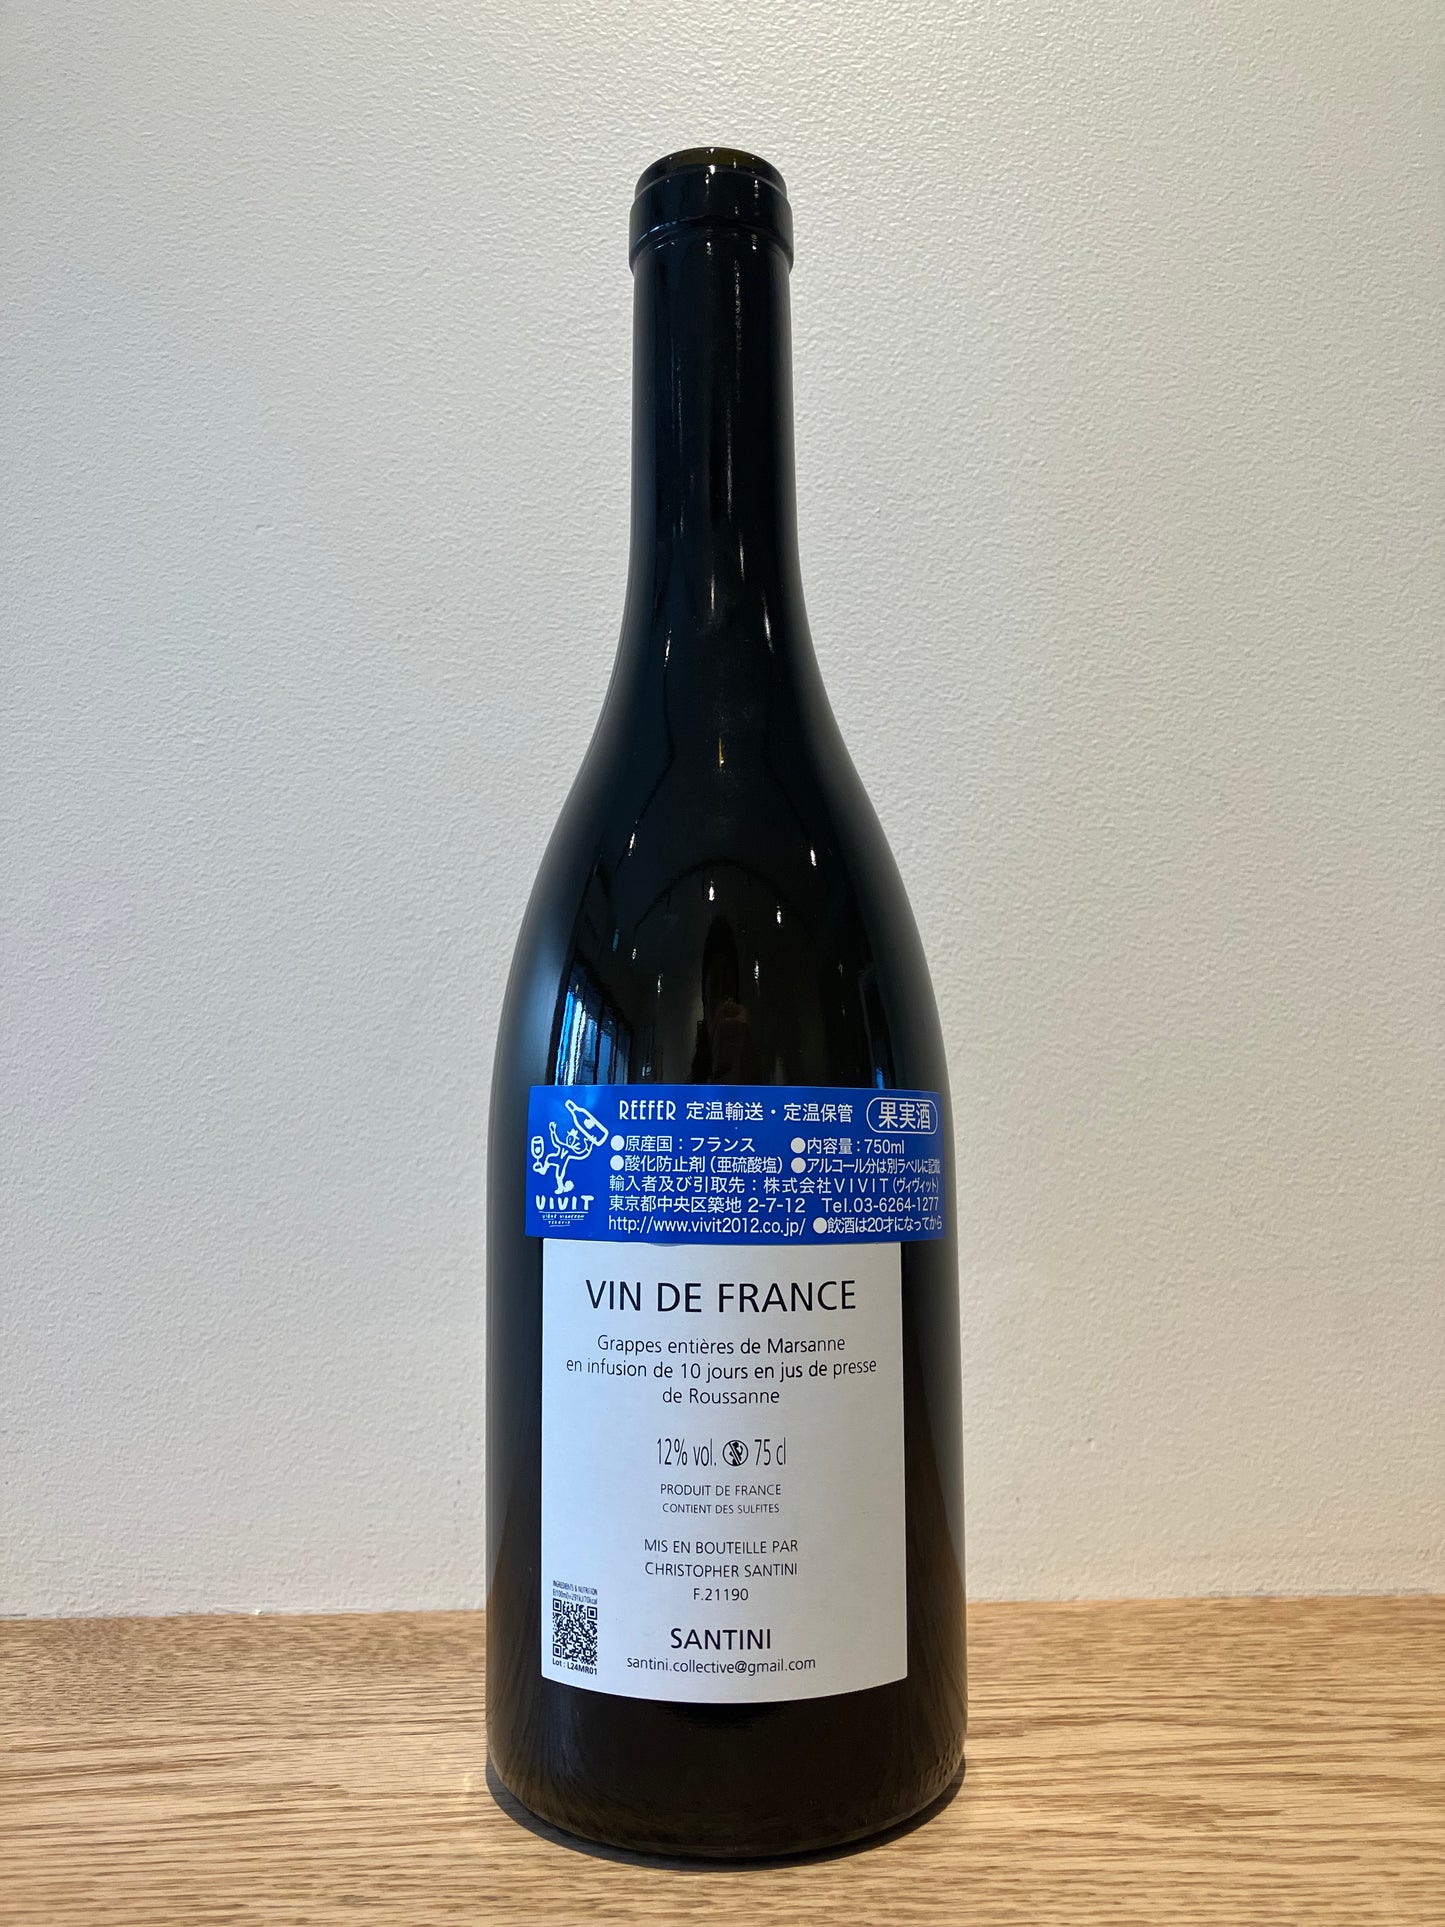 REEFER 定温輸送・定温保管 果実酒
●原産国：フランス ●内容量：750ml
●酸化防止剤（亜硫酸塩） ●アルコール分は別ラベルに記載
輸入者及び引取先：株式会社VIVIT（ヴィヴィット）
東京都中央区築地 2-7-12 Tel.03-6264-1277
http://www.vivit2012.co.jp/ ●飲酒は20才になってから
VIVIT
VIN DE FRANCE
Grappes entières de Marsanne
en infusion de 10 jours en jus de presse
de Roussanne
12% vol. 75 cl
PRODUIT DE FRANCE
CONTIENT DES SULFITES
MIS EN BOUTEILLE PAR
CHRISTOPHER SANTINI
F.21190
INGREDIENTS & NUTRITION
E(100ml)=291kJ/70kcal
Lot : L24MR01
SANTINI
santini.collective@gmail.com